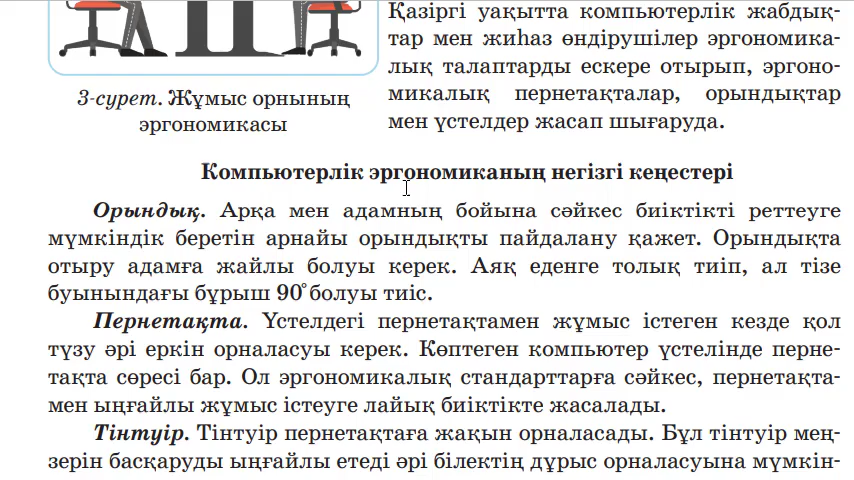 Қазіргі уақытта компьютерлік жабдық-
тар мен жиһаз өндірушілер эргономика-
лық талаптарды ескере отырып, эргоно-
микалық пернетақталар, орындықтар
мен үстелдер жасап шығаруда.
3-сурет. Жұмыс орнының
эргономикасы
Компьютерлік эргономиканың негізгі кеңестері
Орындық. Арқа мен адамның бойына сәйкес биіктікті реттеуге
мүмкіндік беретін арнайы орындықты пайдалану қажет. Орындықта
отыру адамға жайлы болуы керек. Аяқ еденге толық тиіп, ал тізе
буынындағы бұрыш 90° болуы тиіс.
Пернетақта. Үстелдегі пернетақтамен жұмыс істеген кезде қол
түзу әрі еркін орналасуы керек. Көптеген компьютер үстелінде перне-
тақта сөресі бар. Ол эргономикалық стандарттарға сәйкес, пернетақта-
мен ыңғайлы жұмыс істеуге лайық биіктікте жасалады.
Тінтуір. Тінтуір пернетақтаға жақын орналасады. Бұл тінтуір мең-
зерін басқаруды ыңғайлы етеді әрі білектің дұрыс орналасуына мүмкін-